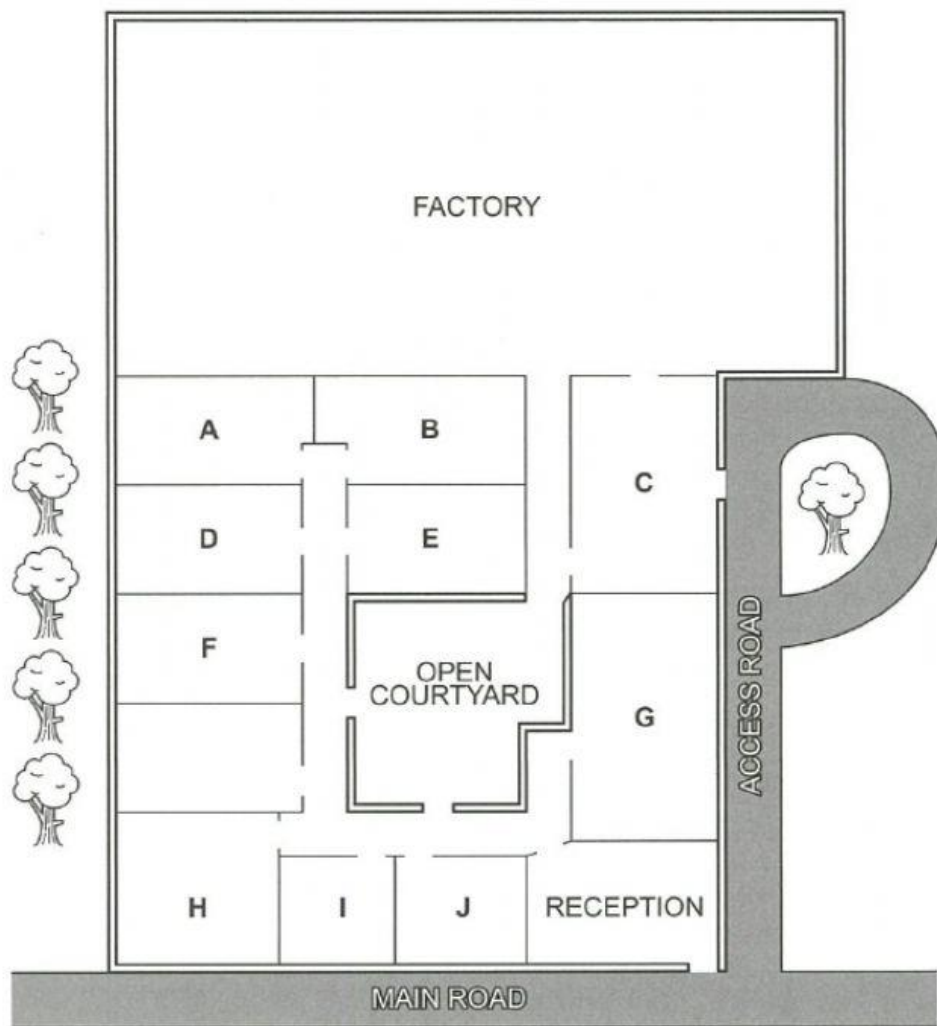 FACTORY
A
B
C
D
E
F
OPEN
COURTYARD
G
ACCESS ROAD
H
I
J
RECEPTION
MAIN ROAD